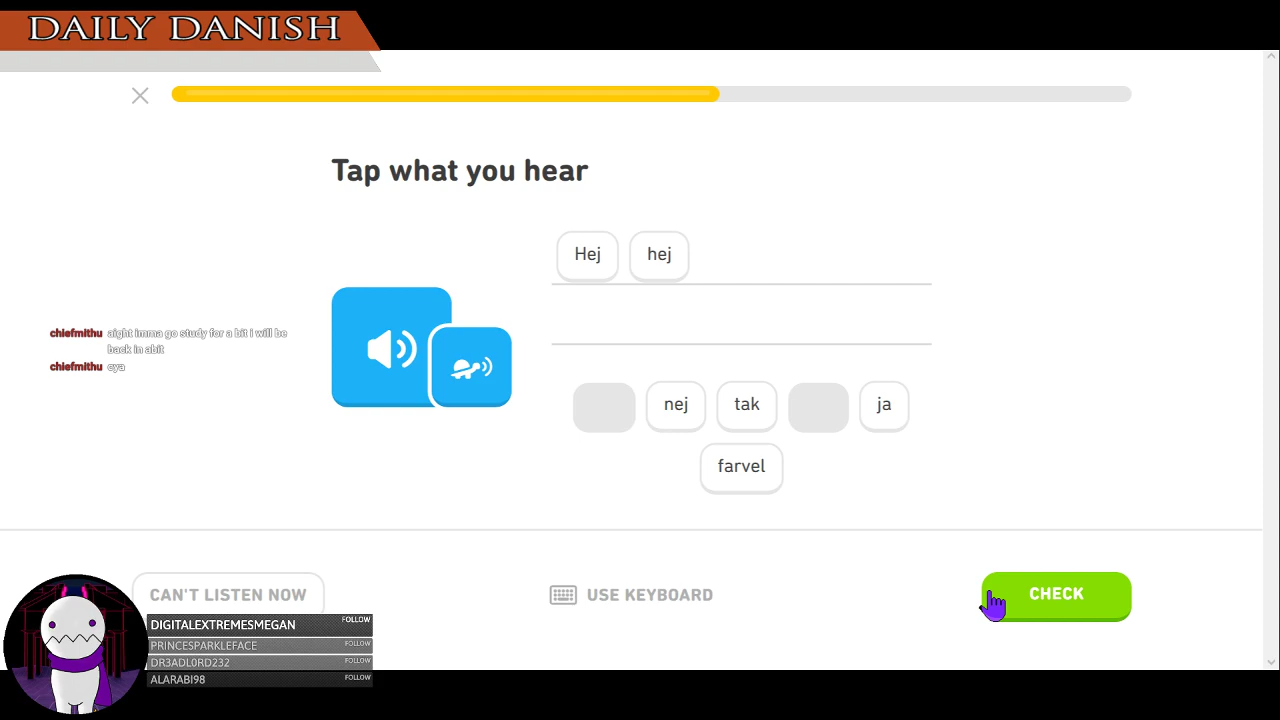 DAILY DANISH
Tap what you hear
Hej hej
chiefmithu aight imma go study for a bit i will be
back in abit
chiefmithu cya
nej tak ja
farvel
CAN'T LISTEN NOW
USE KEYBOARD
CHECK
DIGITALEXTREMESMEGAN FOLLOW
PRINCESPARKLEFACE FOLLOW
DR3ADL0RD232 FOLLOW
ALARABI98 FOLLOW